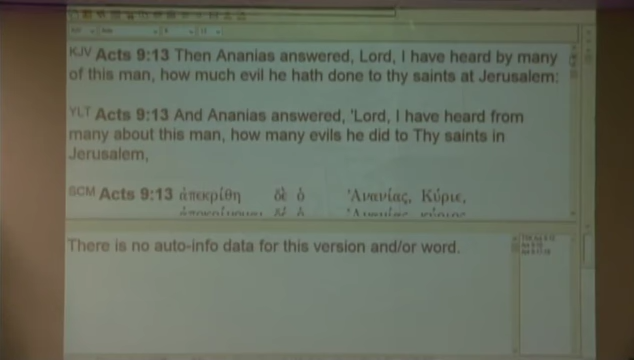 KJV Acts 9:13 Then Ananias answered, Lord, I have heard by many
of this man, how much evil he hath done to thy saints at Jerusalem:
YLT Acts 9:13 And Ananias answered, 'Lord, I have heard from
many about this man, how many evils he did to Thy saints in
Jerusalem,
SCM Acts 9:13 ἀπεκρίθη δὲ ὁ Ἀνανίας, Κύριε,
There is no auto-info data for this version and/or word.